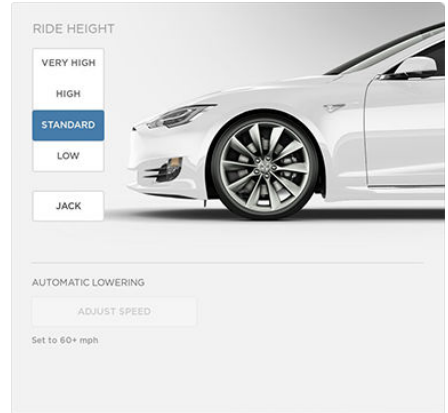 RIDE HEIGHT
VERY HIGH
HIGH
STANDARD
LOW
JACK
AUTOMATIC LOWERING
ADJUST SPEED
Set to 60+ mph